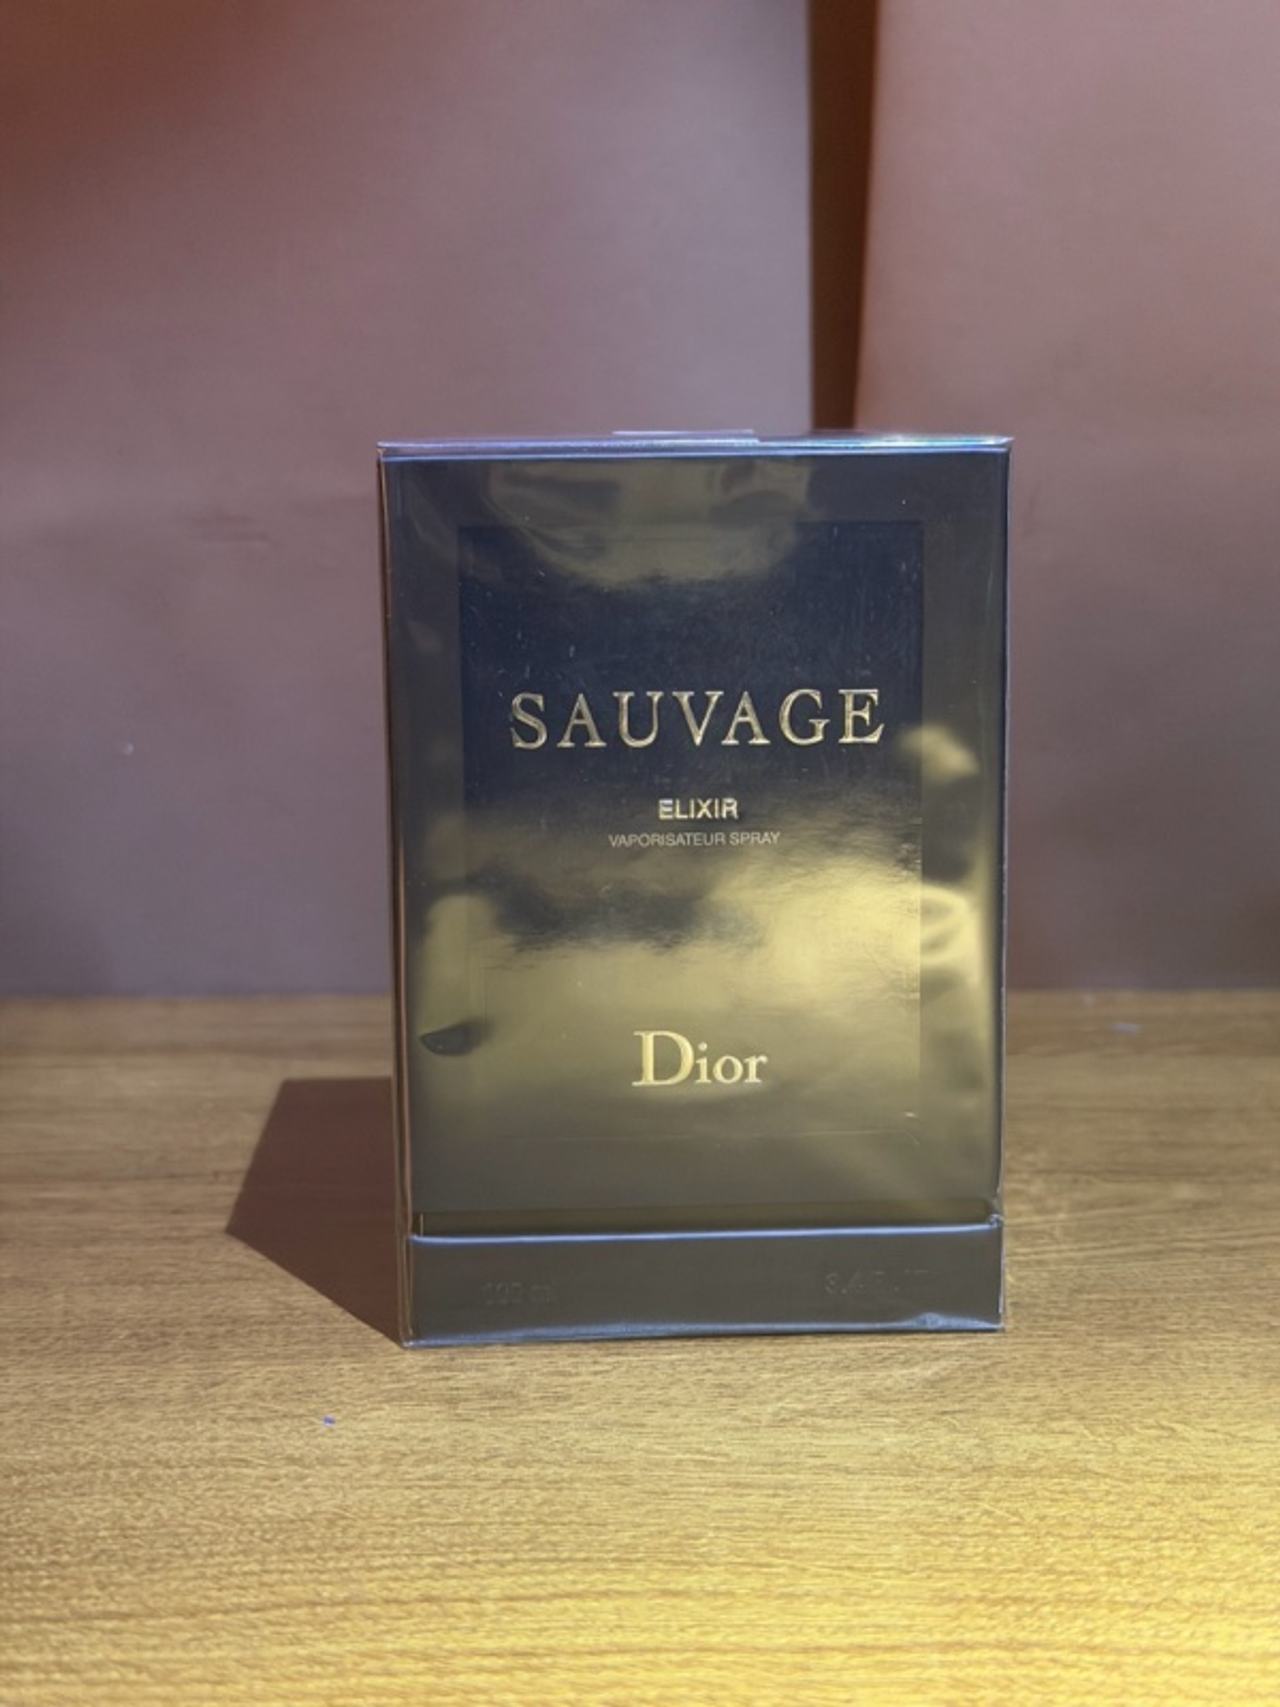 SAUVAGE
ELIXIR
VAPORISATEUR SPRAY
Dior